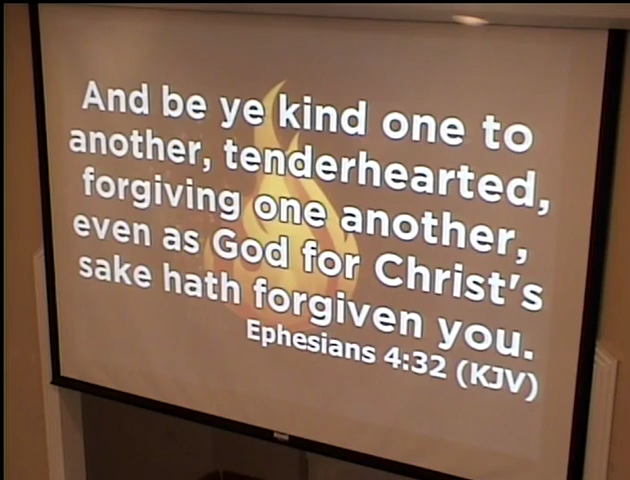 And be ye kind one to
another, tenderhearted,
forgiving one another,
even as God for Christ's
sake hath forgiven you.
Ephesians 4:32 (KJV)